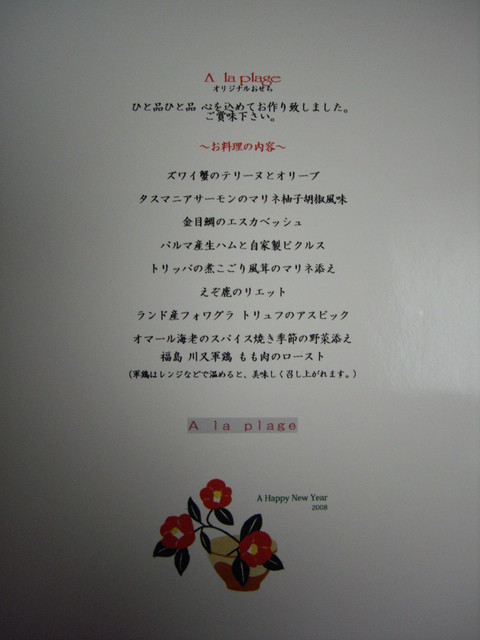 A la plage
オリジナルおせち
ひと品ひと品 心を込めてお作り致しました。
ご賞味下さい。
～お料理の内容～
ズワイ蟹のテリーヌとオリーブ
タスマニアサーモンのマリネ柚子胡椒風味
金目鯛のエスカベッシュ
パルマ産生ハムと自家製ピクルス
トリッパの煮こごり風茸のマリネ添え
えぞ鹿のリエット
ランド産フォワグラ トリュフのアスピック
オマール海老のスパイス焼き季節の野菜添え
福島 川又軍鶏 もも肉のロースト
（軍鶏はレンジなどで温めると、美味しく召し上がれます。）
A la plage
A Happy New Year
2008